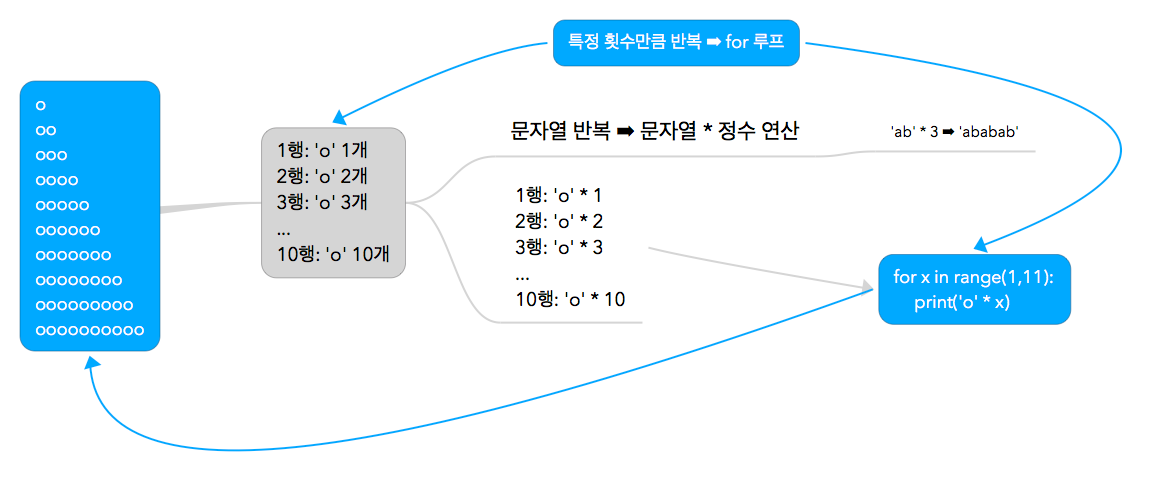 특정 횟수만큼 반복 ➡ for 루프
o
oo
ooo
oooo
ooooo
oooooo
ooooooo
oooooooo
ooooooooo
oooooooooo
1행: 'o' 1개
2행: 'o' 2개
3행: 'o' 3개
...
10행: 'o' 10개
문자열 반복 ➡ 문자열 * 정수 연산
'ab' * 3 ➡ 'ababab'
1행: 'o' * 1
2행: 'o' * 2
3행: 'o' * 3
...
10행: 'o' * 10
for x in range(1,11):
    print('o' * x)